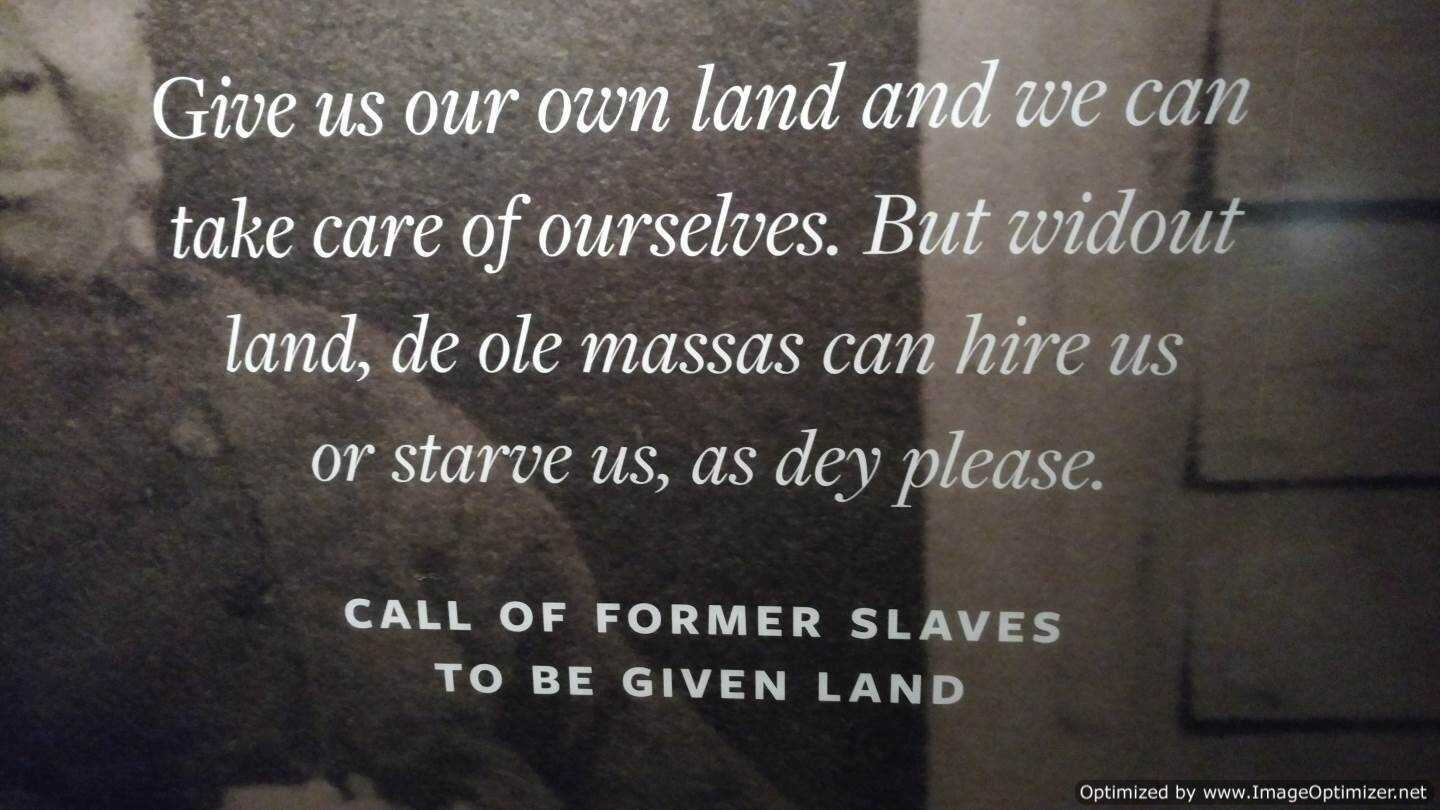 Give us our own land and we can
take care of ourselves. But widout
land, de ole massas can hire us
or starve us, as dey please.
CALL OF FORMER SLAVES
TO BE GIVEN LAND
Optimized by www.ImageOptimizer.net